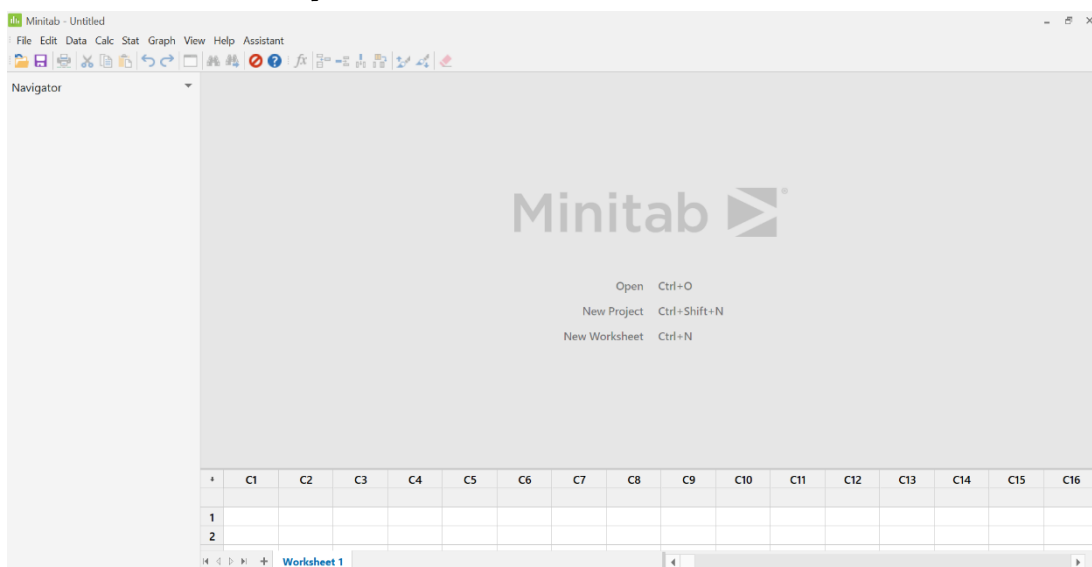 Minitab - Untitled
File Edit Data Calc Stat Graph View Help Assistant
fx
Navigator
Minitab
Open Ctrl+O
New Project Ctrl+Shift+N
New Worksheet Ctrl+N
C1 C2 C3 C4 C5 C6 C7 C8 C9 C10 C11 C12 C13 C14 C15 C16
1
2
Worksheet 1